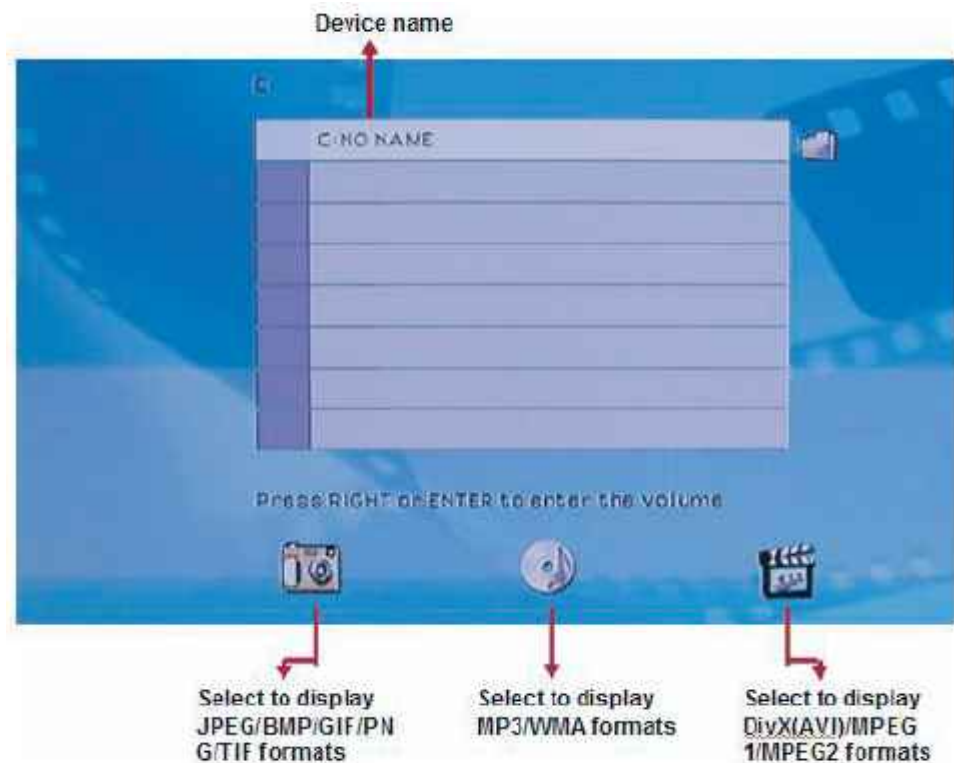 Device name
C
C:NO NAME
Press RIGHT or ENTER to enter the volume
Select to display
JPEG/BMP/GIF/PN
G/TIF formats
Select to display
MP3/WMA formats
Select to display
DivX(AVI)/MPEG
1/MPEG2 formats